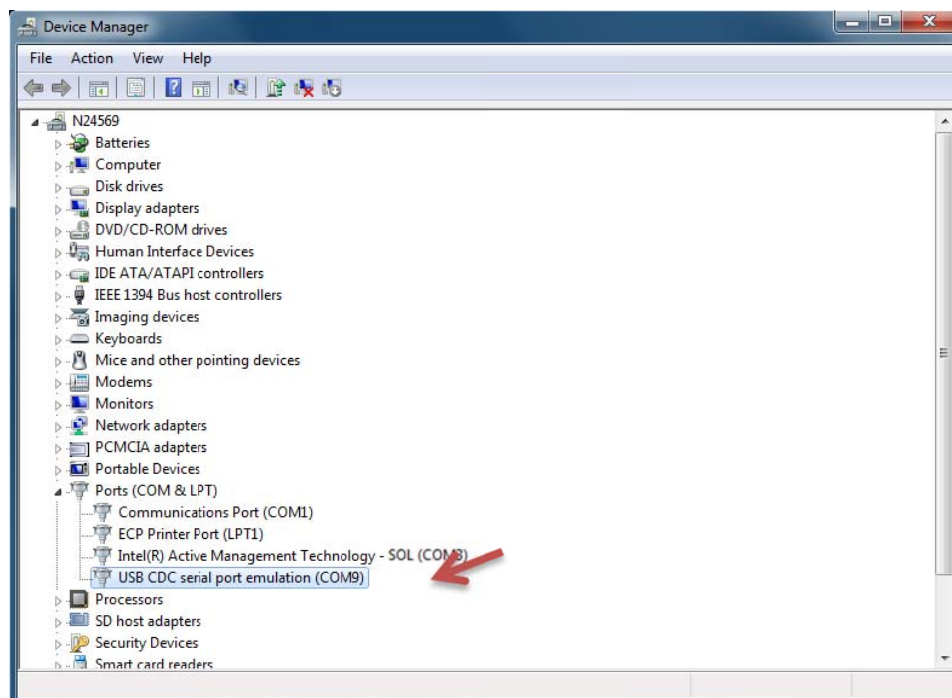 Device Manager
File Action View Help
N24569
Batteries
Computer
Disk drives
Display adapters
DVD/CD-ROM drives
Human Interface Devices
IDE ATA/ATAPI controllers
IEEE 1394 Bus host controllers
Imaging devices
Keyboards
Mice and other pointing devices
Modems
Monitors
Network adapters
PCMCIA adapters
Portable Devices
Ports (COM & LPT)
Communications Port (COM1)
ECP Printer Port (LPT1)
Intel(R) Active Management Technology - SOL (COM3)
USB CDC serial port emulation (COM9)
Processors
SD host adapters
Security Devices
Smart card readers